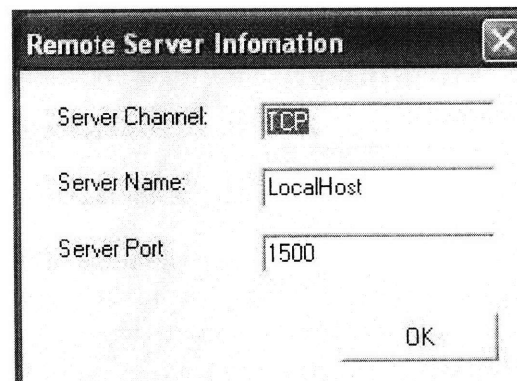 Remote Server Infomation
Server Channel: TCP
Server Name: LocalHost
Server Port 1500
OK